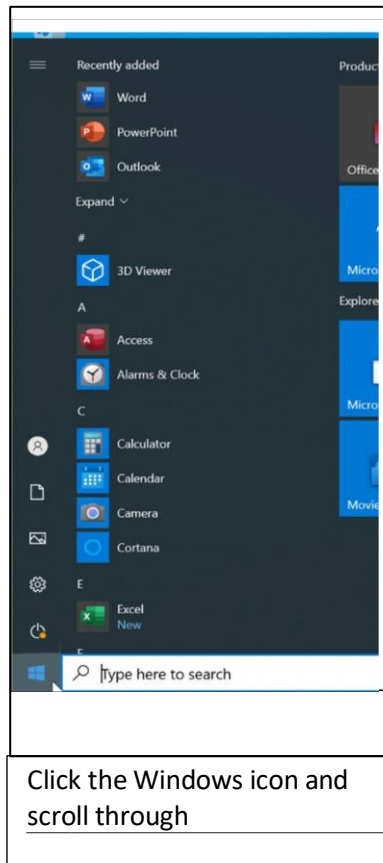 Recently added
Produc
Word
PowerPoint
Outlook
Office
Expand
#
3D Viewer
Micro
A
Explore
Access
Alarms & Clock
C
Micro
Calculator
Calendar
Camera
Movie
Cortana
E
Excel
New
Type here to search
Click the Windows icon and
scroll through